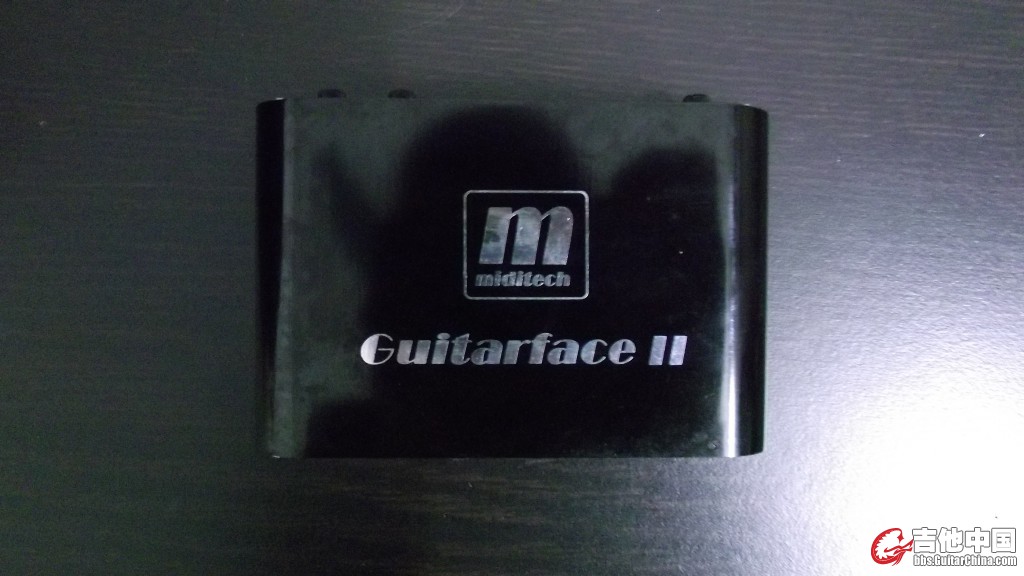 m
miditech
Guitarface II
吉他中国
bbs.GuitarChina.com